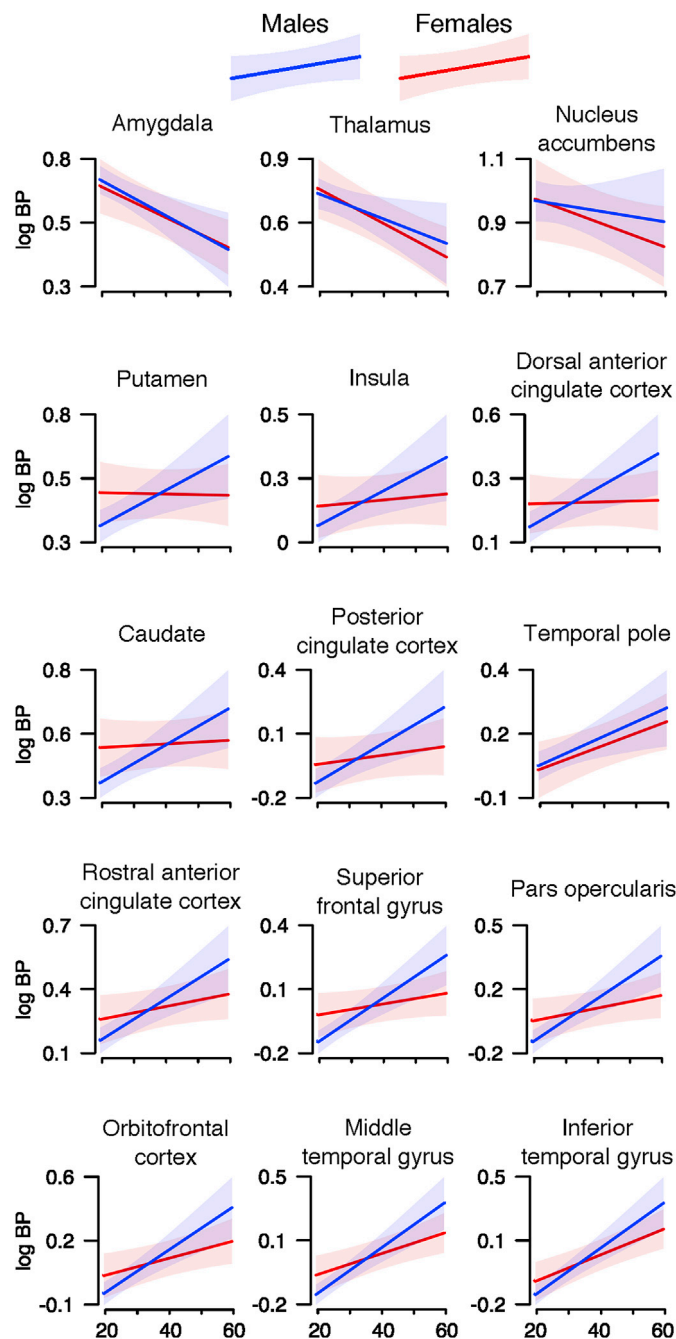 Males Females
Amygdala Thalamus Nucleus
accumbens
log BP
0.8 0.9 1.1
0.5 0.6 0.9
0.3 0.4 0.7
Putamen Insula Dorsal anterior
cingulate cortex
log BP
0.8 0.5 0.6
0.5 0.3 0.3
0.3 0 0.1
Caudate Posterior
cingulate cortex Temporal pole
log BP
0.8 0.4 0.4
0.6 0.1 0.2
0.3 -0.2 -0.1
Rostral anterior
cingulate cortex Superior
frontal gyrus Pars opercularis
log BP
0.7 0.4 0.5
0.4 0.1 0.2
0.1 -0.2 -0.2
Orbitofrontal
cortex Middle
temporal gyrus Inferior
temporal gyrus
log BP
0.6 0.5 0.5
0.2 0.1 0.1
-0.1 -0.2 -0.2
20 40 60 20 40 60 20 40 60